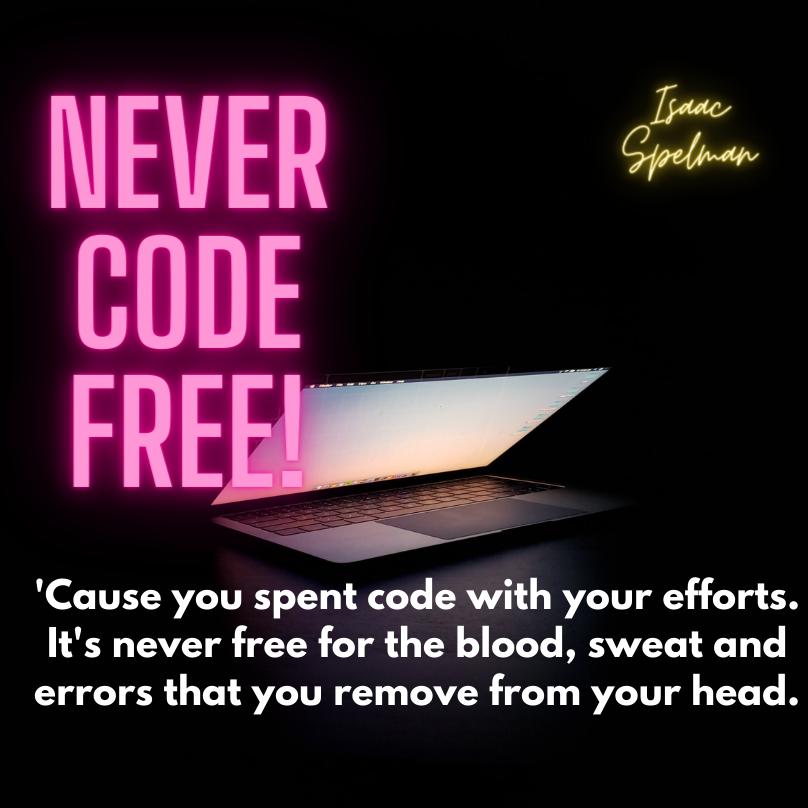 NEVER
CODE
FREE!
Isaac
Spelman
'Cause you spent code with your efforts.
It's never free for the blood, sweat and
errors that you remove from your head.